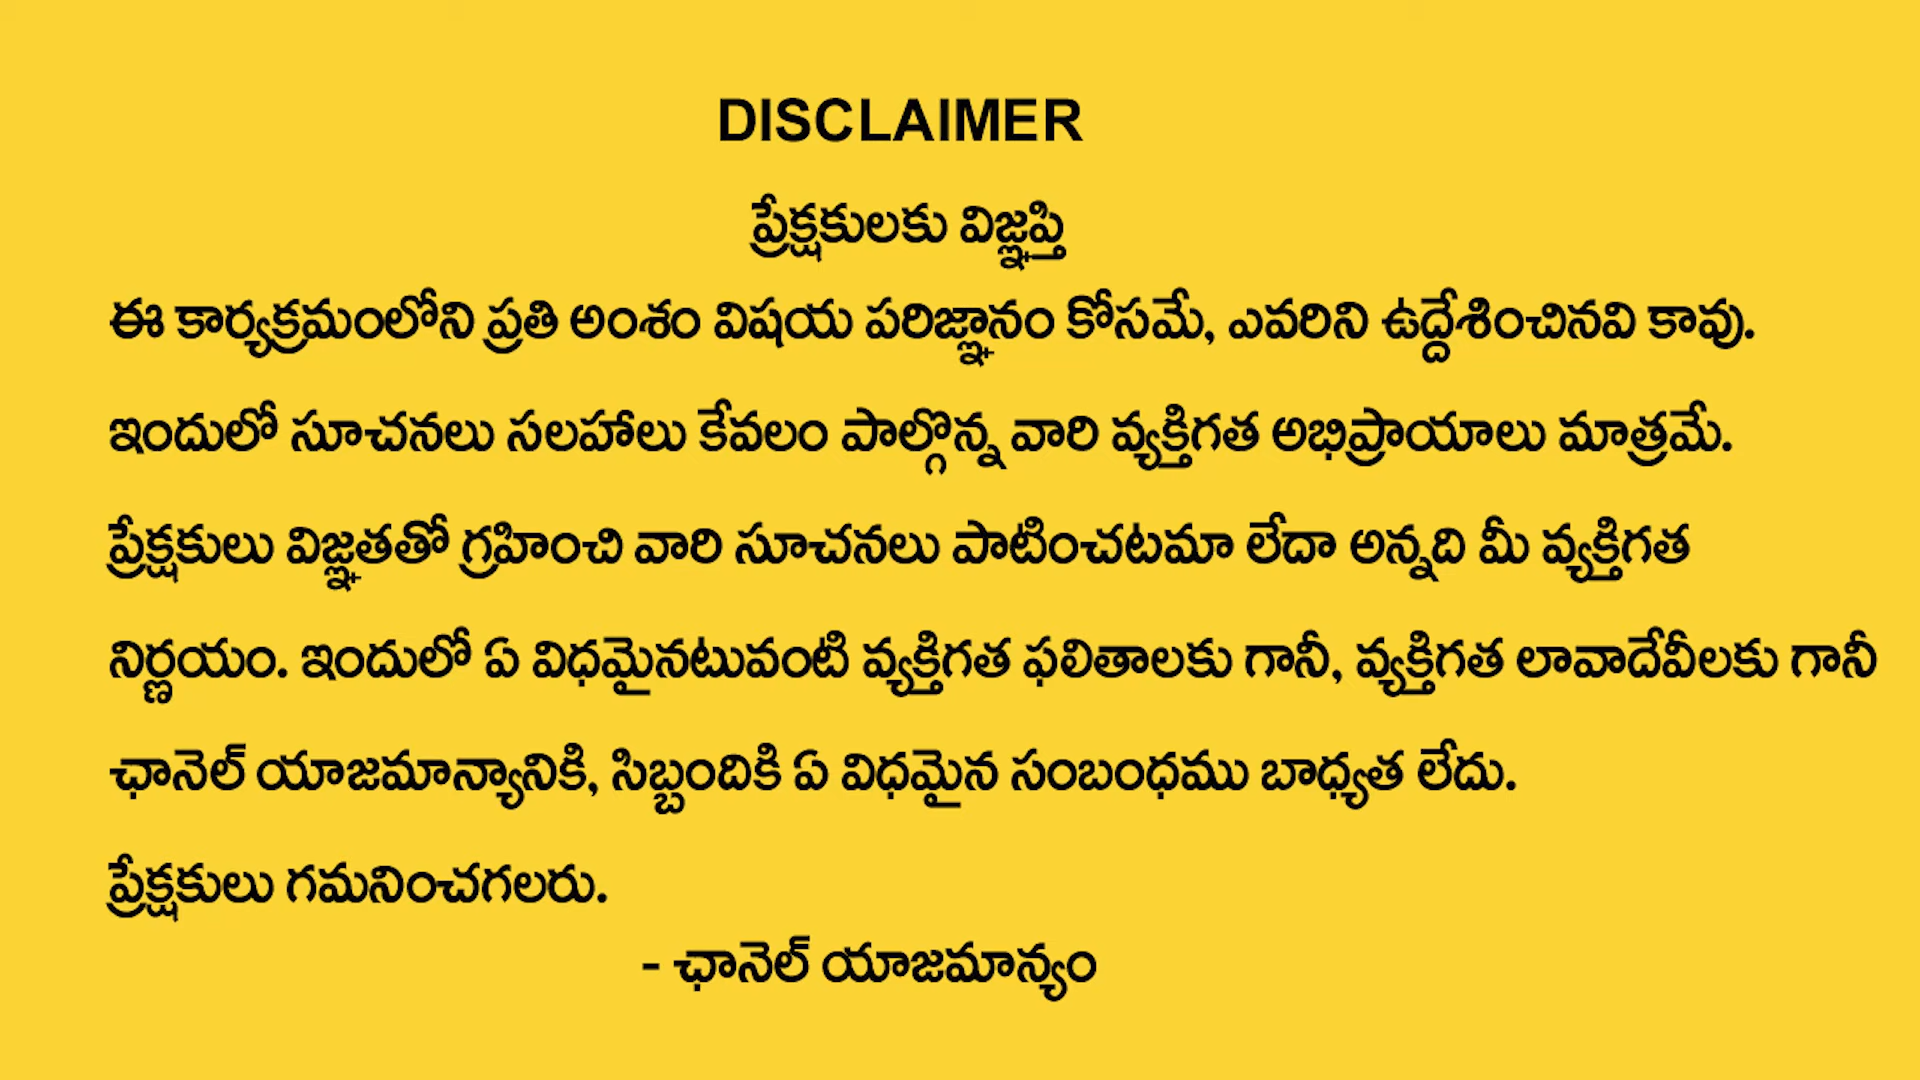 DISCLAIMER
ప్రేక్షకులకు విజ్ఞప్తి
ఈ కార్యక్రమంలోని ప్రతి అంశం విషయ పరిజ్ఞానం కోసమే, ఎవరిని ఉద్దేశించినవి కావు.
ఇందులో సూచనలు సలహాలు కేవలం పాల్గొన్న వారి వ్యక్తిగత అభిప్రాయాలు మాత్రమే.
ప్రేక్షకులు విజ్ఞతతో గ్రహించి వారి సూచనలు పాటించటమా లేదా అన్నది మీ వ్యక్తిగత
నిర్ణయం. ఇందులో ఏ విధమైనటువంటి వ్యక్తిగత ఫలితాలకు గానీ, వ్యక్తిగత లావాదేవీలకు గానీ
ఛానెల్ యాజమాన్యానికి, సిబ్బందికి ఏ విధమైన సంబంధము బాధ్యత లేదు.
ప్రేక్షకులు గమనించగలరు.
- ఛానెల్ యాజమాన్యం